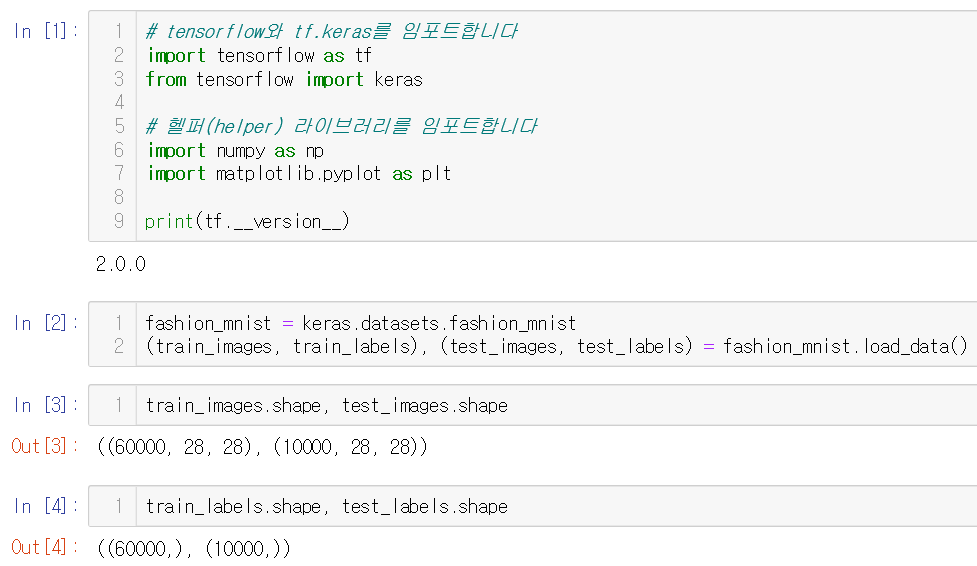 In [1]:
1 # tensorflow와 tf.keras를 임포트합니다
2 import tensorflow as tf
3 from tensorflow import keras
4
5 # 헬퍼(helper) 라이브러리를 임포트합니다
6 import numpy as np
7 import matplotlib.pyplot as plt
8
9 print(tf.__version__)
2.0.0
In [2]:
1 fashion_mnist = keras.datasets.fashion_mnist
2 (train_images, train_labels), (test_images, test_labels) = fashion_mnist.load_data()
In [3]:
1 train_images.shape, test_images.shape
Out[3]: ((60000, 28, 28), (10000, 28, 28))
In [4]:
1 train_labels.shape, test_labels.shape
Out[4]: ((60000,), (10000,))